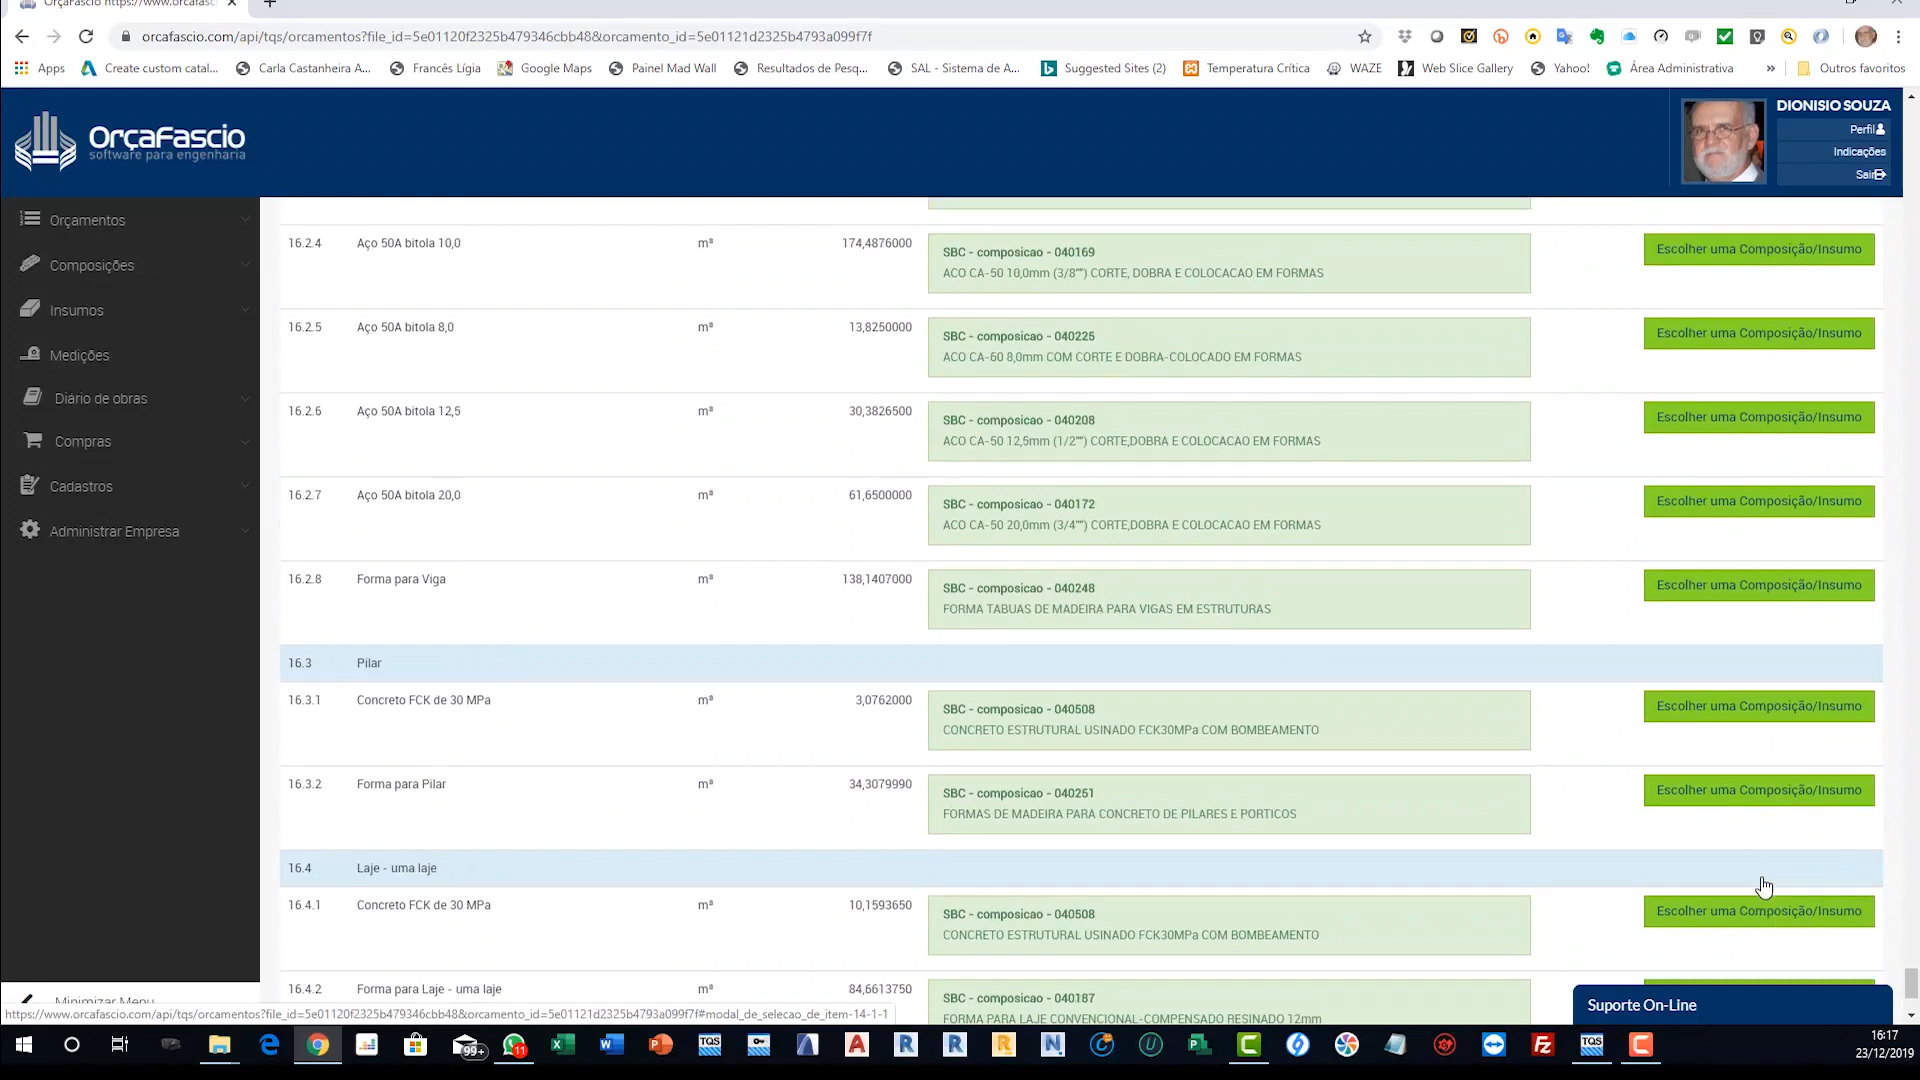 OrçaFascio https://www.orcafasc
orcafascio.com/api/tqs/orcamentos?file_id=5e01120f2325b479346cbb48&orcamento_id=5e01121d2325b4793a099f7f
Apps
Create custom catal...
Carla Castanheira A...
Francês Lígia
Google Maps
Painel Mad Wall
Resultados de Pesq...
SAL - Sistema de A...
Suggested Sites (2)
Temperatura Crítica
WAZE
Web Slice Gallery
Yahoo!
Área Administrativa
»
Outros favoritos
OrçaFascio
software para engenharia
DIONISIO SOUZA
Perfil
Indicações
Sair
Orçamentos
Composições
Insumos
Medições
Diário de obras
Compras
Cadastros
Administrar Empresa
Minimizar Menu
16.2.4 Aço 50A bitola 10,0 m³ 174,4876000 SBC - composicao - 040169 Escolher uma Composição/Insumo
ACO CA-50 10,0mm (3/8"") CORTE, DOBRA E COLOCACAO EM FORMAS
16.2.5 Aço 50A bitola 8,0 m³ 13,8250000 SBC - composicao - 040225 Escolher uma Composição/Insumo
ACO CA-60 8,0mm COM CORTE E DOBRA-COLOCADO EM FORMAS
16.2.6 Aço 50A bitola 12,5 m³ 30,3826500 SBC - composicao - 040208 Escolher uma Composição/Insumo
ACO CA-50 12,5mm (1/2"") CORTE,DOBRA E COLOCACAO EM FORMAS
16.2.7 Aço 50A bitola 20,0 m³ 61,6500000 SBC - composicao - 040172 Escolher uma Composição/Insumo
ACO CA-50 20,0mm (3/4"") CORTE,DOBRA E COLOCACAO EM FORMAS
16.2.8 Forma para Viga m³ 138,1407000 SBC - composicao - 040248 Escolher uma Composição/Insumo
FORMA TABUAS DE MADEIRA PARA VIGAS EM ESTRUTURAS
16.3 Pilar
16.3.1 Concreto FCK de 30 MPa m³ 3,0762000 SBC - composicao - 040508 Escolher uma Composição/Insumo
CONCRETO ESTRUTURAL USINADO FCK30MPa COM BOMBEAMENTO
16.3.2 Forma para Pilar m³ 34,3079990 SBC - composicao - 040251 Escolher uma Composição/Insumo
FORMAS DE MADEIRA PARA CONCRETO DE PILARES E PORTICOS
16.4 Laje - uma laje
16.4.1 Concreto FCK de 30 MPa m³ 10,1593650 SBC - composicao - 040508 Escolher uma Composição/Insumo
CONCRETO ESTRUTURAL USINADO FCK30MPa COM BOMBEAMENTO
16.4.2 Forma para Laje - uma laje m³ 84,6613750 SBC - composicao - 040187
FORMA PARA LAJE CONVENCIONAL-COMPENSADO RESINADO 12mm
Suporte On-Line
https://www.orcafascio.com/api/tqs/orcamentos?file_id=5e01120f2325b479346cbb48&orcamento_id=5e01121d2325b4793a099f7f#modal_de_selecao_de_item-14-1-1
99+
11
TQS
TQS
16:17
23/12/2019